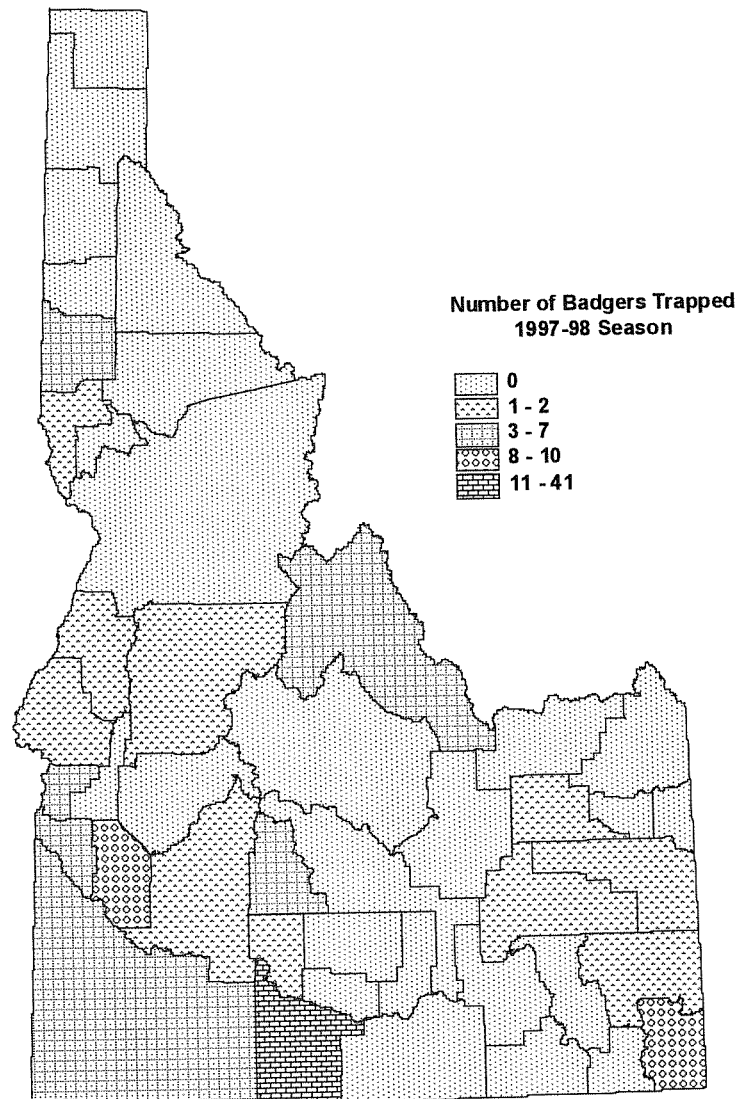 Number of Badgers Trapped
1997-98 Season
0
1 - 2
3 - 7
8 - 10
11 - 41